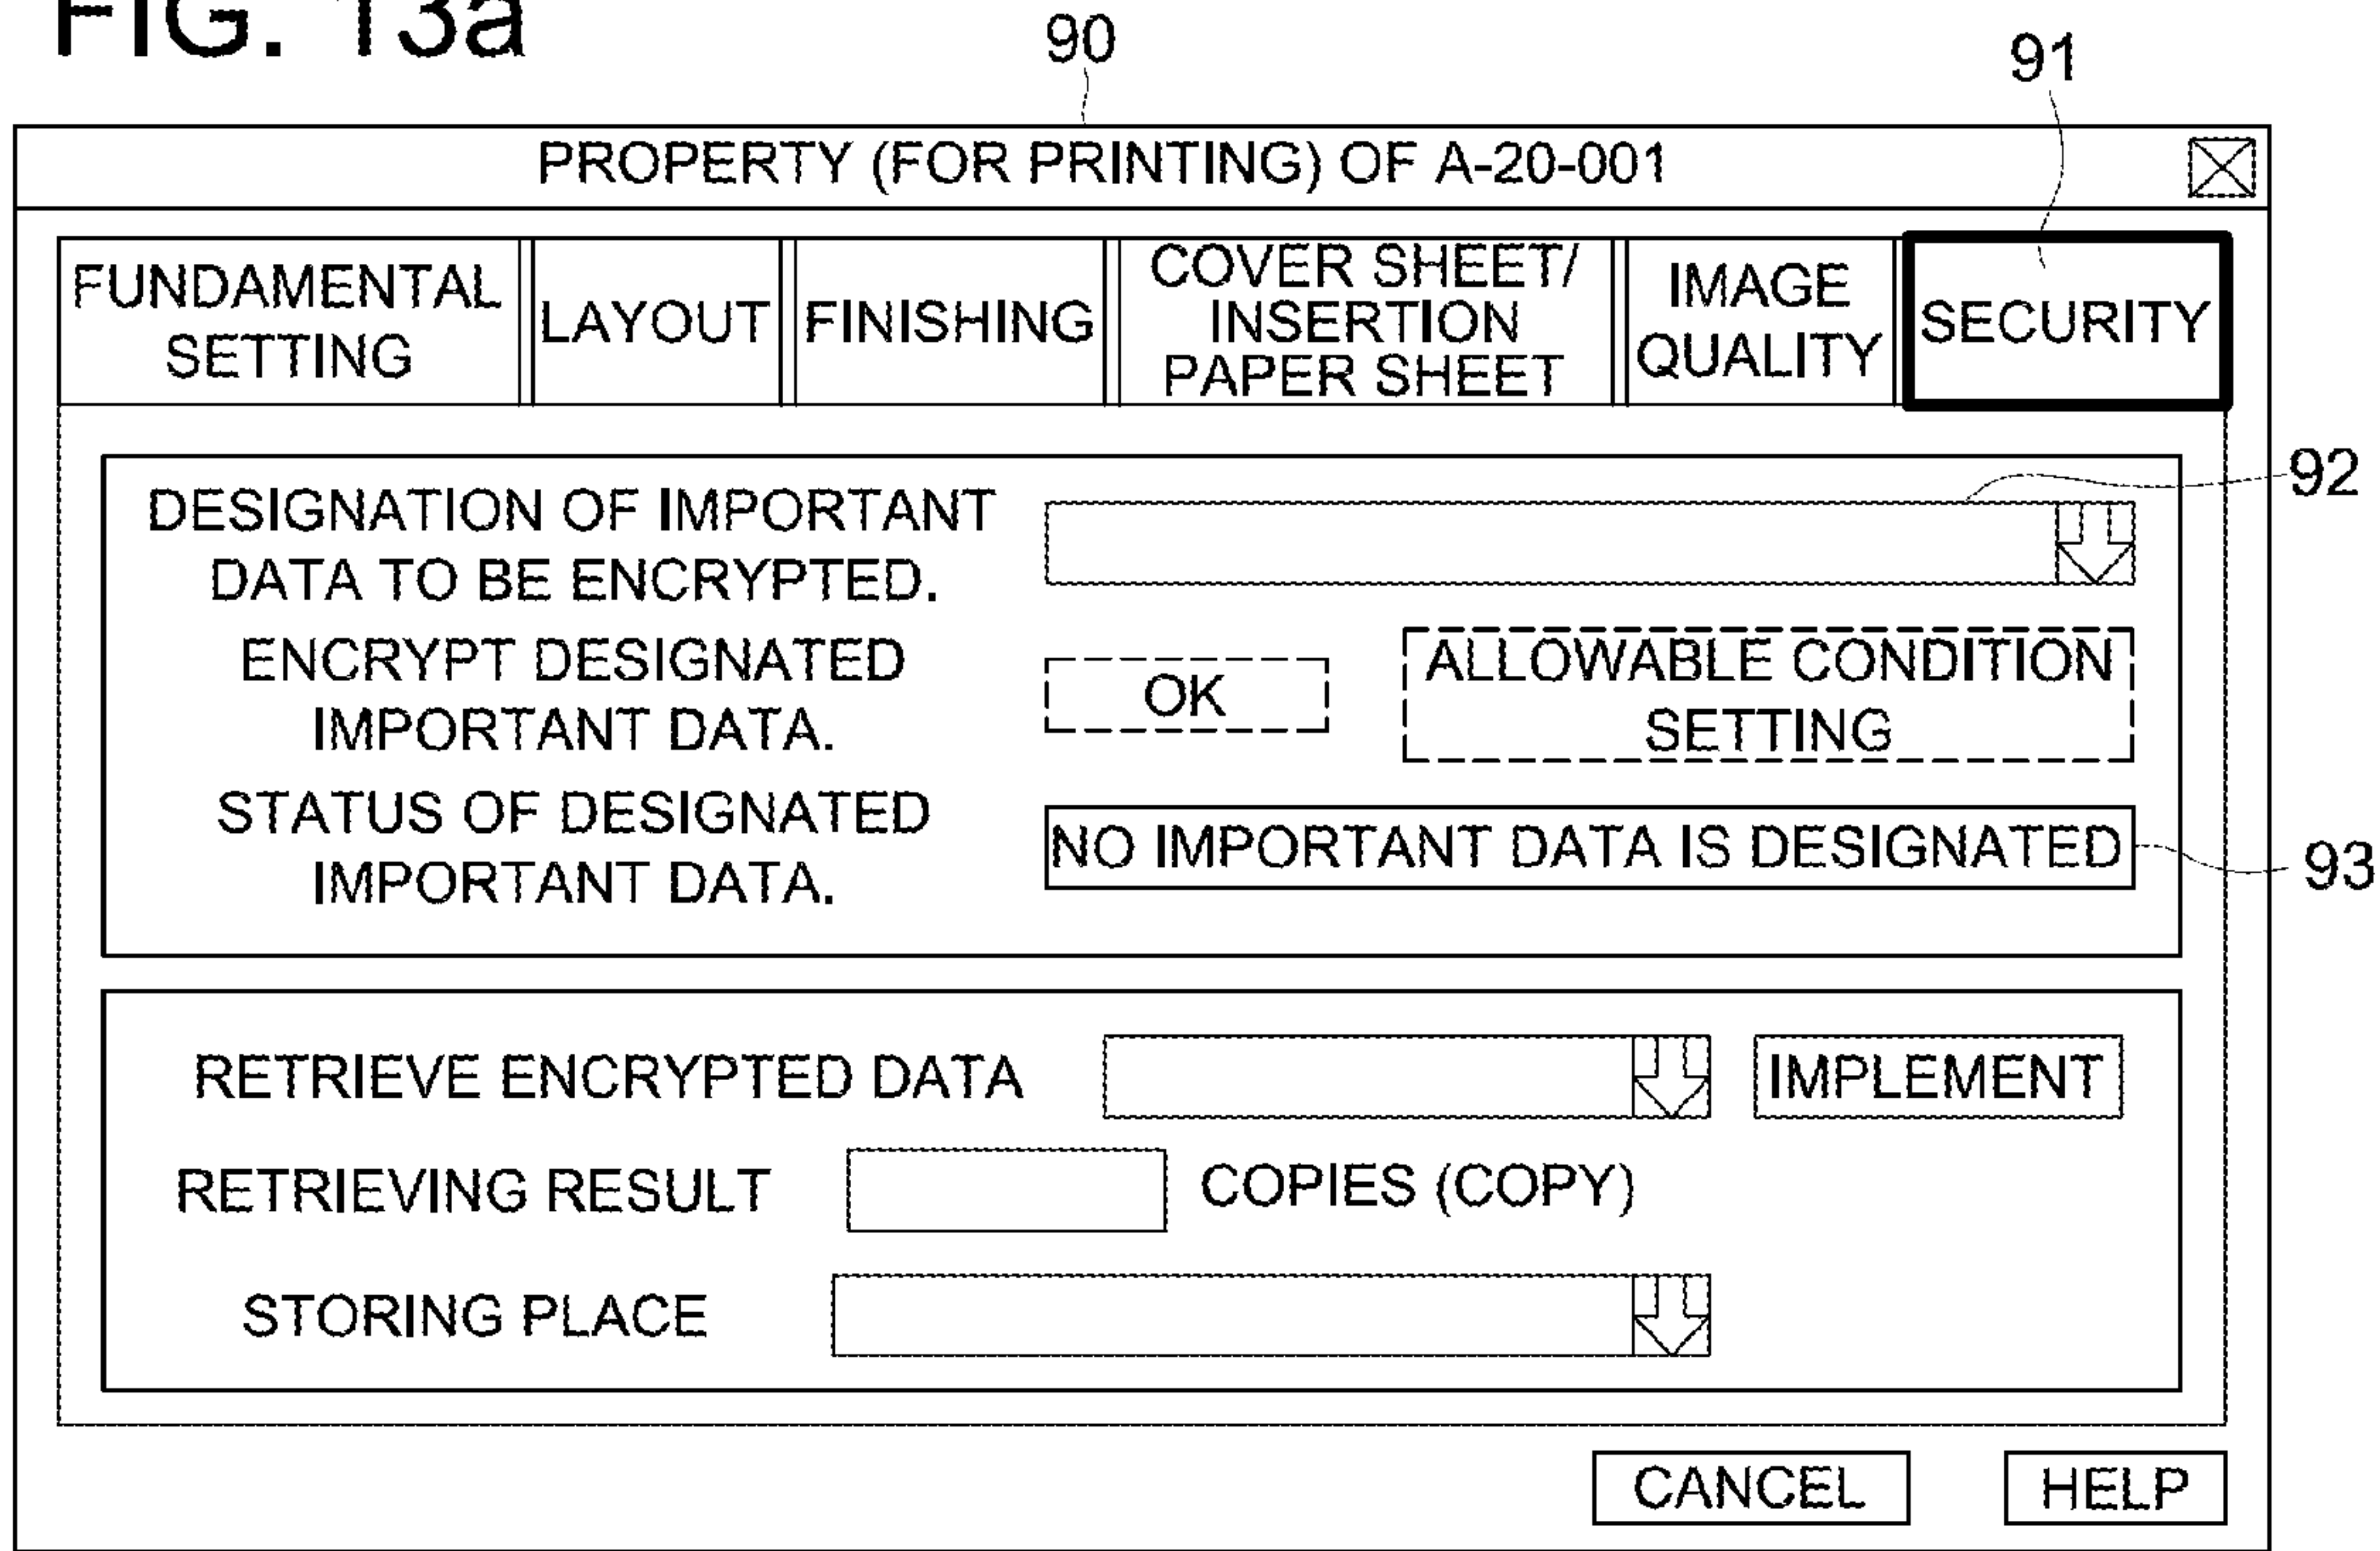 FIG. 13a
90
91
PROPERTY (FOR PRINTING) OF A-20-001
FUNDAMENTAL
SETTING
LAYOUT
FINISHING
COVER SHEET/
INSERTION
PAPER SHEET
IMAGE
QUALITY
SECURITY
92
DESIGNATION OF IMPORTANT
DATA TO BE ENCRYPTED.
ENCRYPT DESIGNATED
IMPORTANT DATA.
OK
ALLOWABLE CONDITION
SETTING
STATUS OF DESIGNATED
IMPORTANT DATA.
NO IMPORTANT DATA IS DESIGNATED
93
RETRIEVE ENCRYPTED DATA
IMPLEMENT
RETRIEVING RESULT
COPIES (COPY)
STORING PLACE
CANCEL
HELP